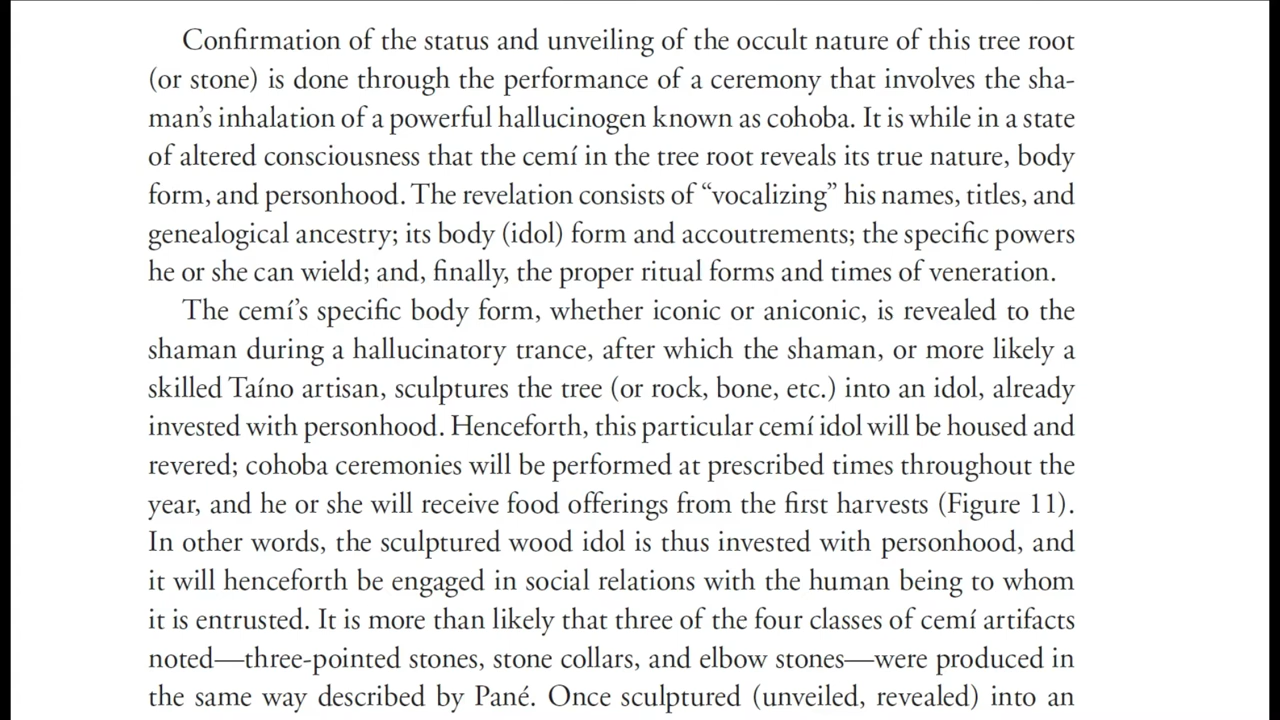 Confirmation of the status and unveiling of the occult nature of this tree root
(or stone) is done through the performance of a ceremony that involves the sha-
man’s inhalation of a powerful hallucinogen known as cohoba. It is while in a state
of altered consciousness that the cemí in the tree root reveals its true nature, body
form, and personhood. The revelation consists of “vocalizing” his names, titles, and
genealogical ancestry; its body (idol) form and accoutrements; the specific powers
he or she can wield; and, finally, the proper ritual forms and times of veneration.
The cemí’s specific body form, whether iconic or aniconic, is revealed to the
shaman during a hallucinatory trance, after which the shaman, or more likely a
skilled Taíno artisan, sculptures the tree (or rock, bone, etc.) into an idol, already
invested with personhood. Henceforth, this particular cemí idol will be housed and
revered; cohoba ceremonies will be performed at prescribed times throughout the
year, and he or she will receive food offerings from the first harvests (Figure 11).
In other words, the sculptured wood idol is thus invested with personhood, and
it will henceforth be engaged in social relations with the human being to whom
it is entrusted. It is more than likely that three of the four classes of cemí artifacts
noted—three-pointed stones, stone collars, and elbow stones—were produced in
the same way described by Pané. Once sculptured (unveiled, revealed) into an